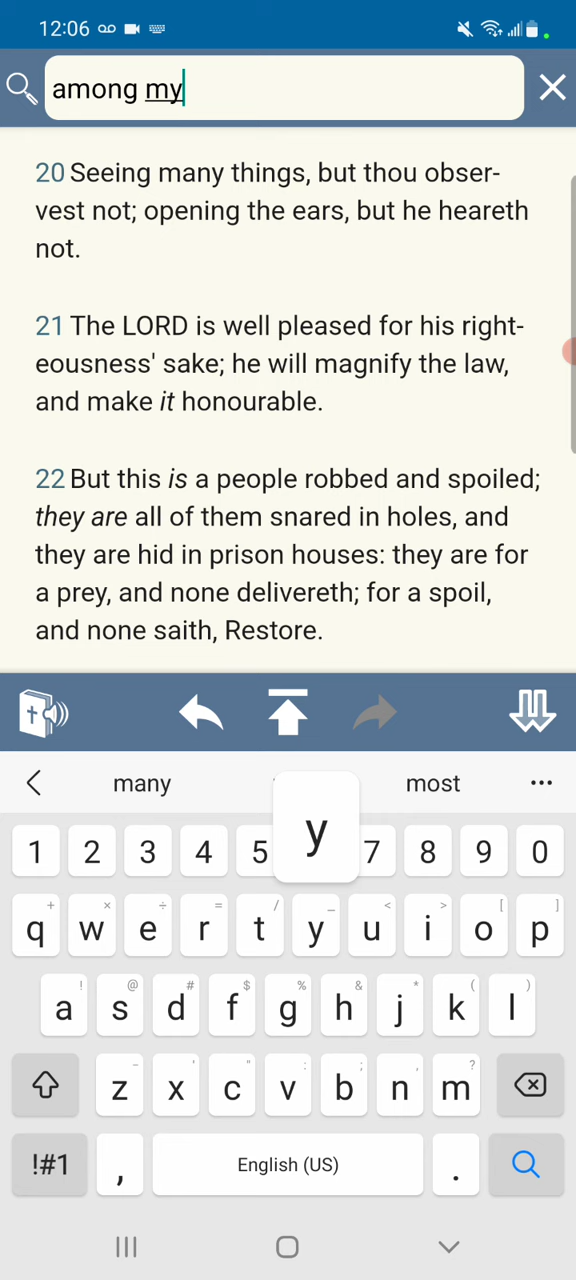 12:06
among my
20 Seeing many things, but thou obser-
vest not; opening the ears, but he heareth
not.
21 The LORD is well pleased for his right-
eousness' sake; he will magnify the law,
and make it honourable.
22 But this is a people robbed and spoiled;
they are all of them snared in holes, and
they are hid in prison houses: they are for
a prey, and none delivereth; for a spoil,
and none saith, Restore.
many most ...
y
1 2 3 4 5 7 8 9 0
+ × ÷ = / _ < > [ ]
q w e r t y u i o p
! @ # $ % & * ( )
a s d f g h j k l
- ' " : ; , ?
z x c v b n m
!#1 , English (US) .